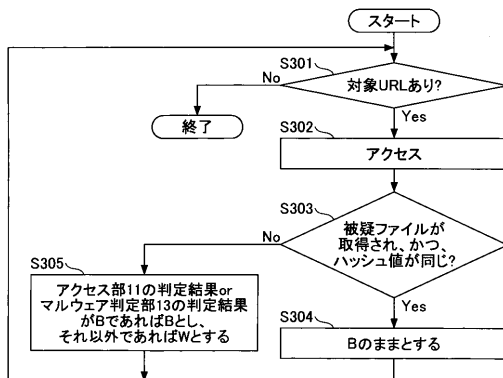 スタート
S301
対象URLあり?
No
Yes
終了
S302
アクセス
S303
被疑ファイルが
取得され、かつ、
ハッシュ値が同じ?
No
Yes
S305
アクセス部11の判定結果or
マルウェア判定部13の判定結果
がBであればBとし、
それ以外であればWとする
S304
Bのままとする